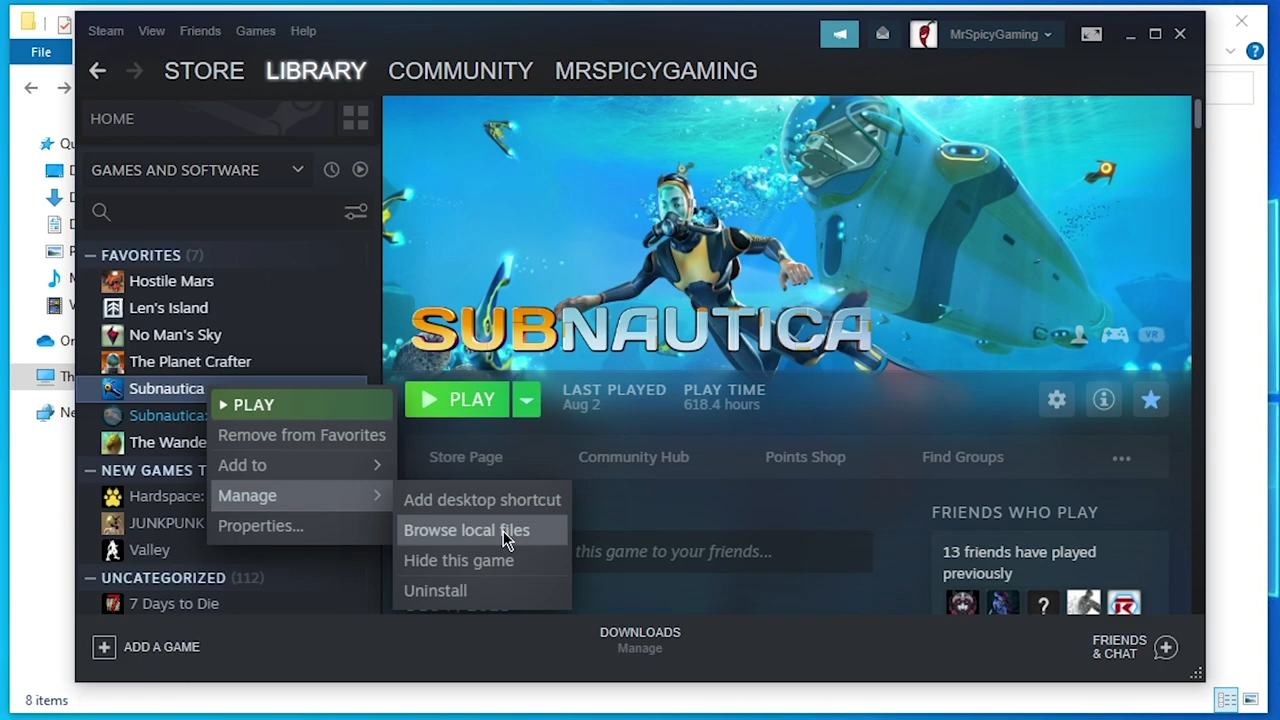 File
Steam View Friends Games Help
MrSpicyGaming
STORE LIBRARY COMMUNITY MRSPICYGAMING
HOME
GAMES AND SOFTWARE
FAVORITES (7)
Hostile Mars
Len's Island
No Man's Sky
The Planet Crafter
Subnautica
Subnautica:
The Wande
NEW GAMES T
Hardspace:
JUNKPUNK
Valley
UNCATEGORIZED (112)
7 Days to Die
PLAY
Remove from Favorites
Add to
Manage
Properties...
Add desktop shortcut
Browse local files
Hide this game
Uninstall
SUBNAUTICA
VR
PLAY
LAST PLAYED
Aug 2
PLAY TIME
618.4 hours
Store Page Community Hub Points Shop Find Groups
this game to your friends...
FRIENDS WHO PLAY
13 friends have played
previously
ADD A GAME
DOWNLOADS
Manage
FRIENDS
& CHAT
8 items